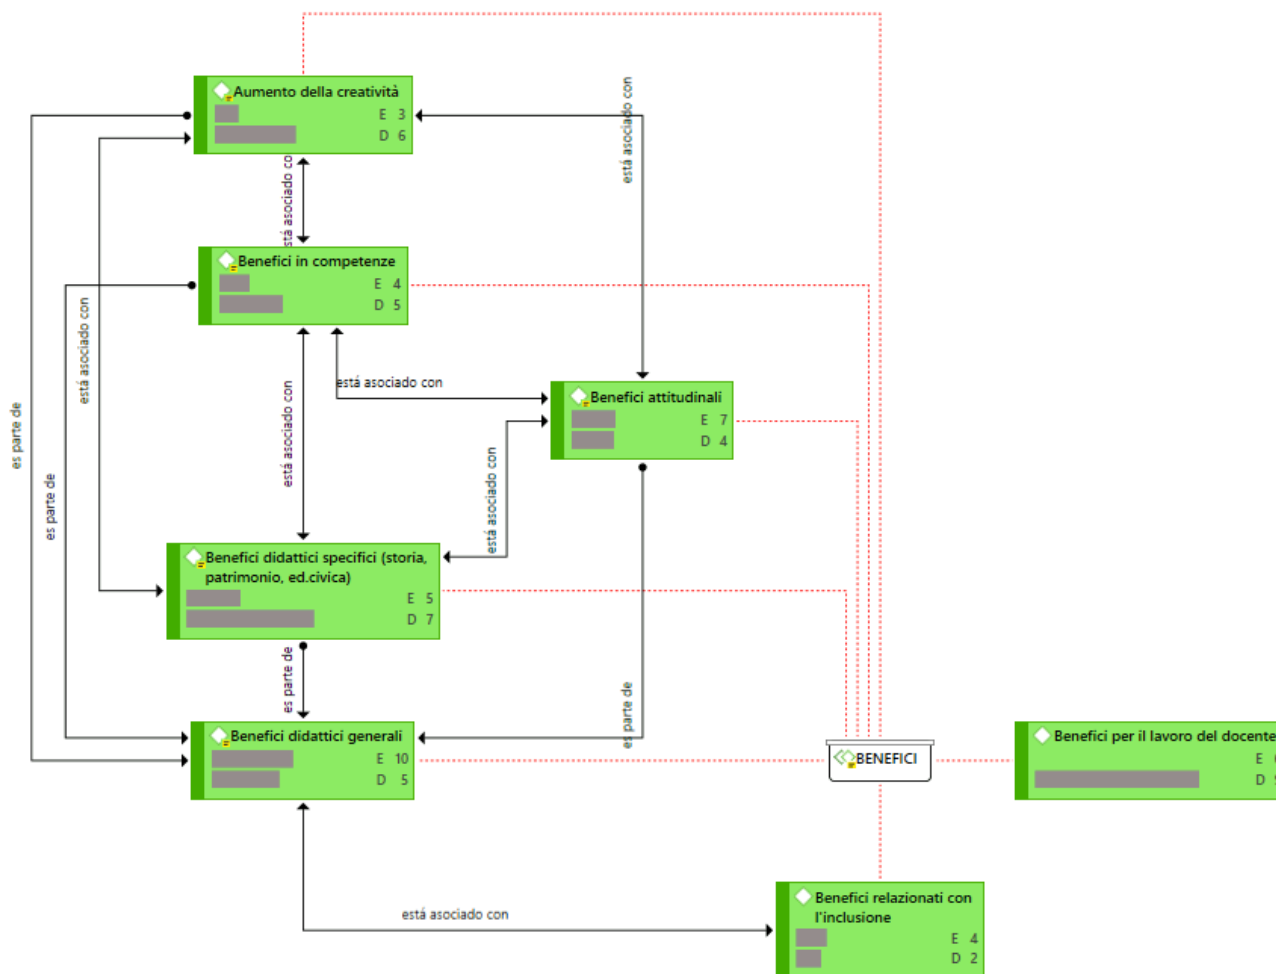 Aumento della creatività
E 3
D 6
está asociado con
stá asociado co
Benefici in competenze
E 4
D 5
está asociado con
es parte de
es parte de
está asociado con
está asociado con
Benefici attitudinali
E 7
D 4
está asociado con
Benefici didattici specifici (storia,
patrimonio, ed.civica)
E 5
D 7
es parte de
es parte de
Benefici didattici generali
E 10
D 5
BENEFICI
Benefici per il lavoro del docente
E
D
está asociado con
Benefici relazionati con
l'inclusione
E 4
D 2